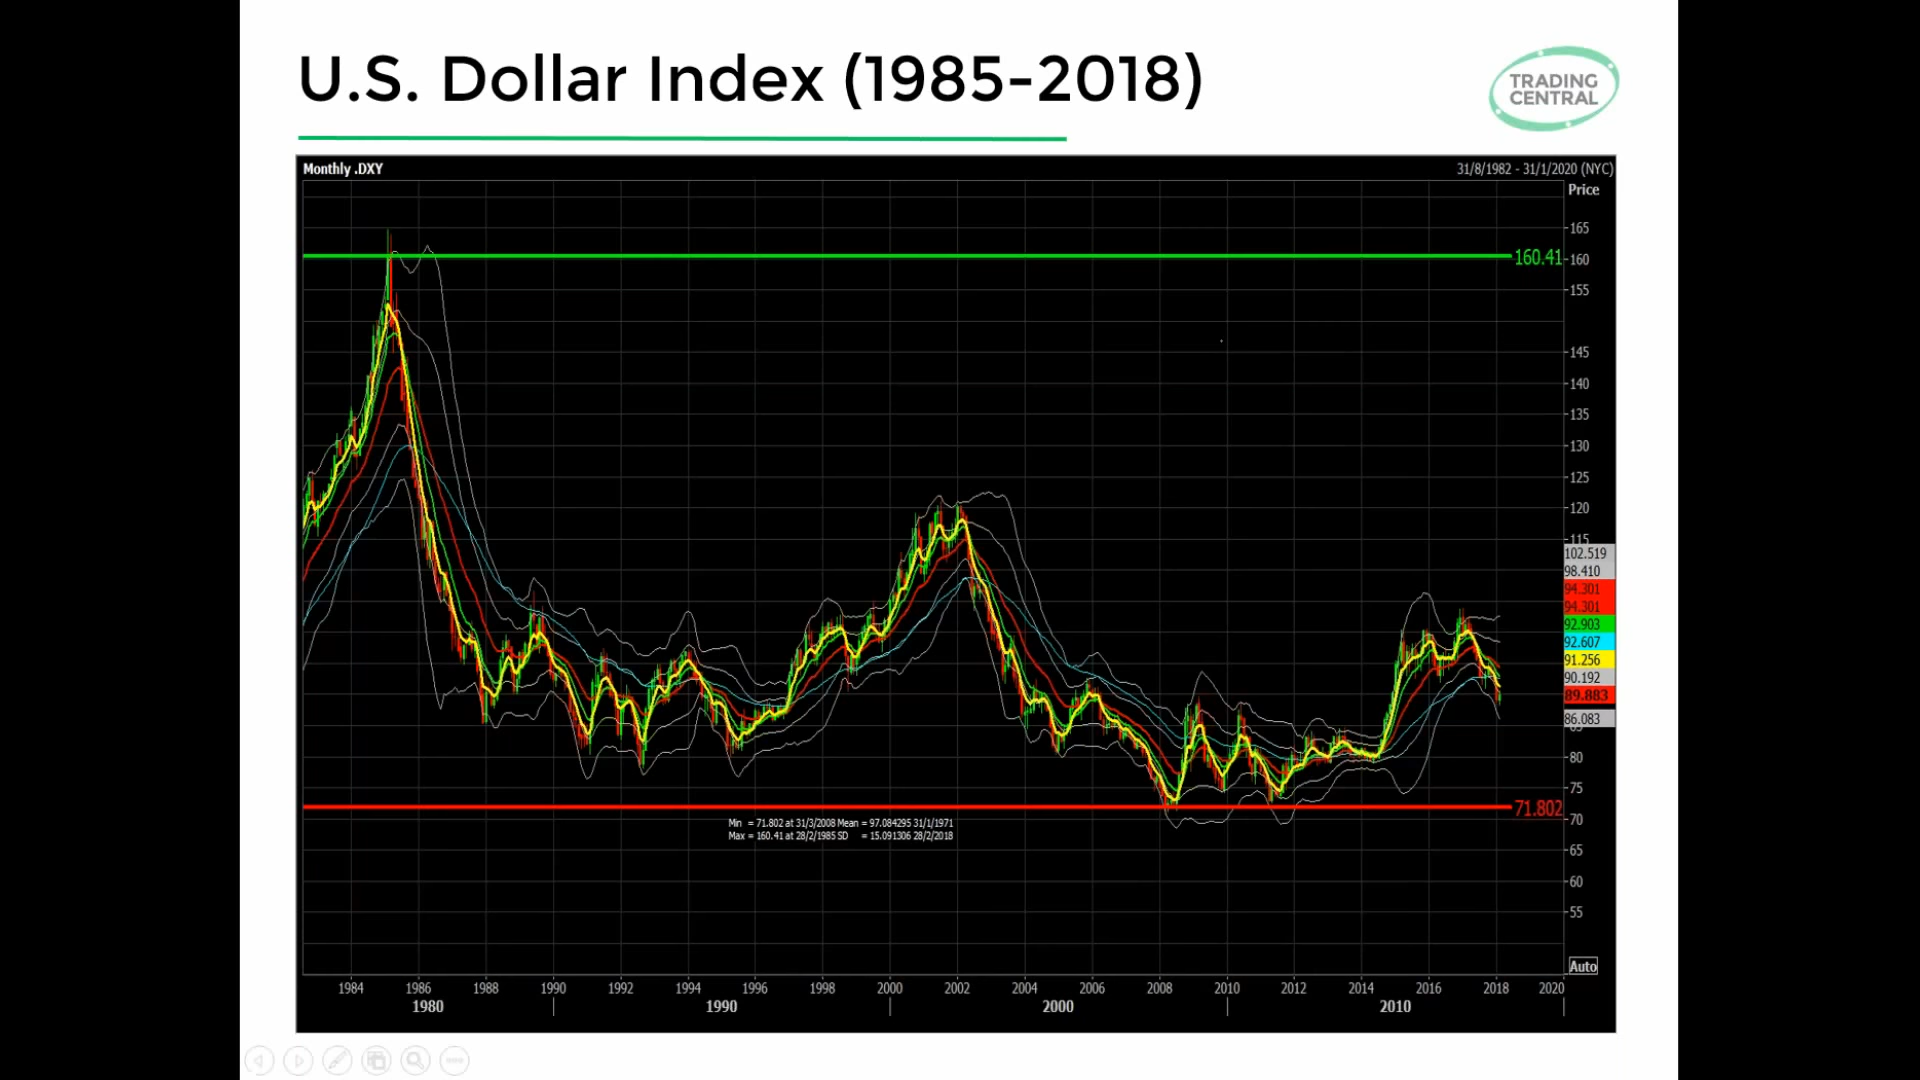 U.S. Dollar Index (1985-2018)
TRADING
CENTRAL
Monthly .DXY
31/8/1982 - 31/1/2020 (NYC)
Price
165
160.41
160
155
145
140
135
130
125
120
115
102.519
98.410
94.301
94.301
92.903
92.607
91.256
90.192
89.883
86.083
85
80
75
71.802
70
65
60
55
Min = 71.802 at 31/3/2008 Mean = 97.084295 31/1/1971
Max = 160.41 at 28/2/1985 SD = 15.091306 28/2/2018
Auto
1984 1986 1988 1990 1992 1994 1996 1998 2000 2002 2004 2006 2008 2010 2012 2014 2016 2018 2020
1980 1990 2000 2010